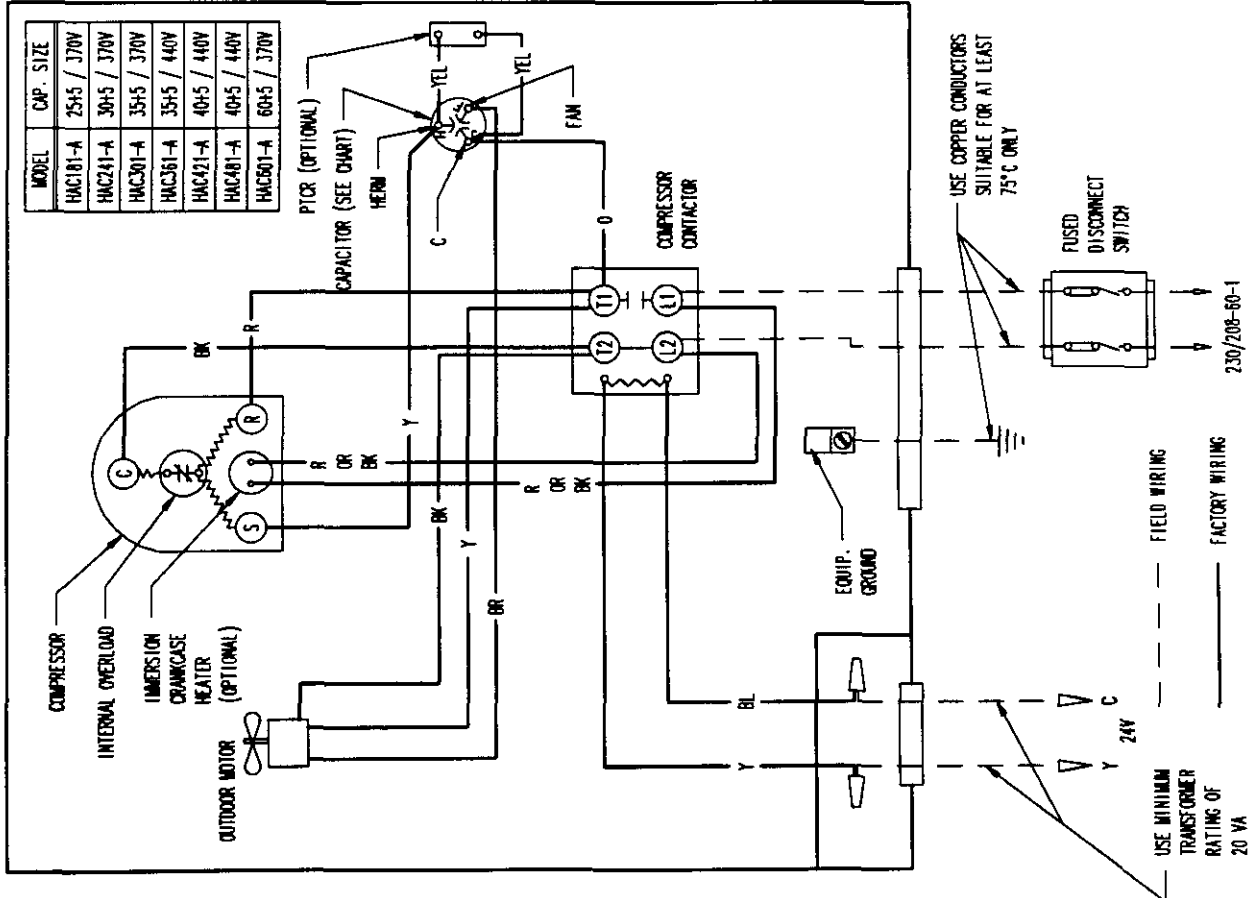 MODEL CAP. SIZE
HAC181-A 25+5 / 370V
HAC241-A 30+5 / 370V
HAC301-A 35+5 / 370V
HAC361-A 35+5 / 440V
HAC421-A 40+5 / 440V
HAC481-A 40+5 / 440V
HAC601-A 60+5 / 370V
COMPRESSOR
INTERNAL OVERLOAD
IMMERSION
CRANKCASE
HEATER
(OPTIONAL)
OUTDOOR MOTOR
C
S
R
PTCR (OPTIONAL)
CAPACITOR (SEE CHART)
HERM
C
FAN
YEL
YEL
BK
R
Y
R
OR
BK
R
OR
BK
BK
Y
BR
O
T2
T1
L2
L1
COMPRESSOR
CONTACTOR
EQUIP.
GROUND
Y
BL
USE COPPER CONDUCTORS
SUITABLE FOR AT LEAST
75°C ONLY
FUSED
DISCONNECT
SWITCH
230/208-60-1
Y
C
24V
USE MINIMUM
TRANSFORMER
RATING OF
20 VA
FIELD WIRING
FACTORY WIRING